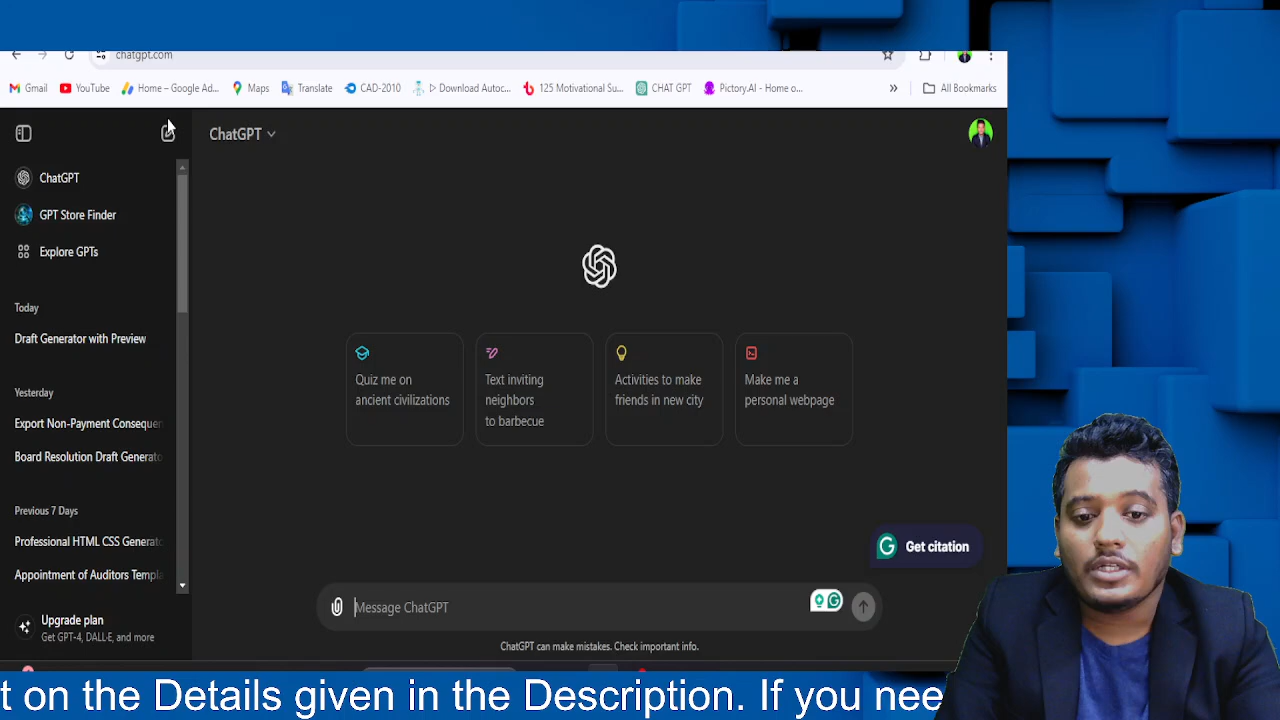 chatgpt.com
Gmail
YouTube
Home – Google Ad...
Maps
Translate
CAD-2010
▷ Download Autoc...
125 Motivational Su...
CHAT GPT
Pictory.AI - Home o...
»
All Bookmarks
ChatGPT
ChatGPT
GPT Store Finder
Explore GPTs
Today
Draft Generator with Preview
Yesterday
Export Non-Payment Consequen
Board Resolution Draft Generato
Previous 7 Days
Professional HTML CSS Generato
Appointment of Auditors Templa
Upgrade plan
Get GPT-4, DALL·E, and more
Quiz me on
ancient civilizations
Text inviting
neighbors
to barbecue
Activities to make
friends in new city
Make me a
personal webpage
Get citation
Message ChatGPT
ChatGPT can make mistakes. Check important info.
t on the Details given in the Description. If you nee